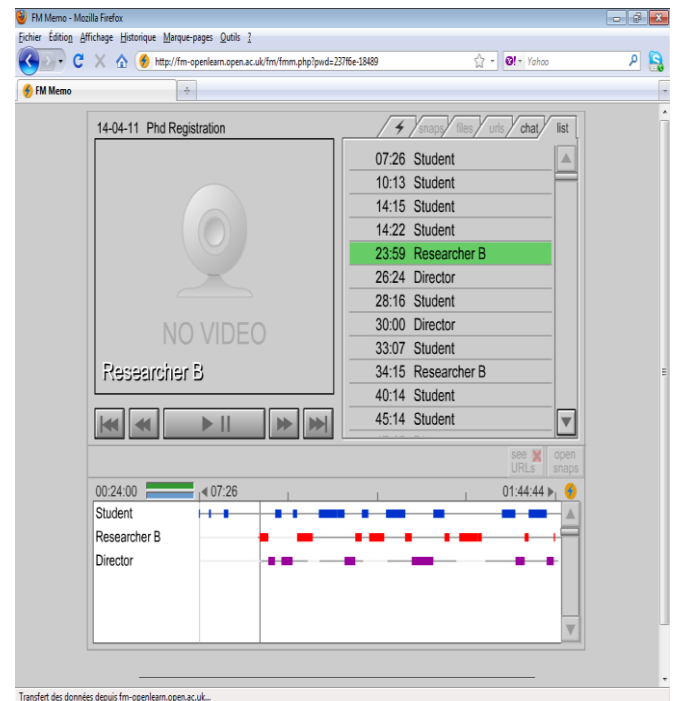 FM Memo - Mozilla Firefox
Fichier Édition Affichage Historique Marque-pages Outils ?
http://fm-openlearn.open.ac.uk/fm/fmm.php?pwd=237f6e-18489
Yahoo
FM Memo
14-04-11 Phd Registration
snaps files urls chat list
NO VIDEO
Researcher B
07:26 Student
10:13 Student
14:15 Student
14:22 Student
23:59 Researcher B
26:24 Director
28:16 Student
30:00 Director
33:07 Student
34:15 Researcher B
40:14 Student
45:14 Student
see URLs
open snaps
00:24:00 07:26 01:44:44
Student
Researcher B
Director
Transfert des données depuis fm-openlearn.open.ac.uk...